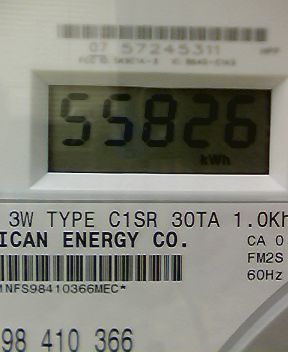 07 57245311
55826
kWh
3W TYPE C1SR 30TA 1.0Kh
ICAN ENERGY CO.
CA 0
FM2S
60Hz
MNFS98410366MEC*
98 410 366